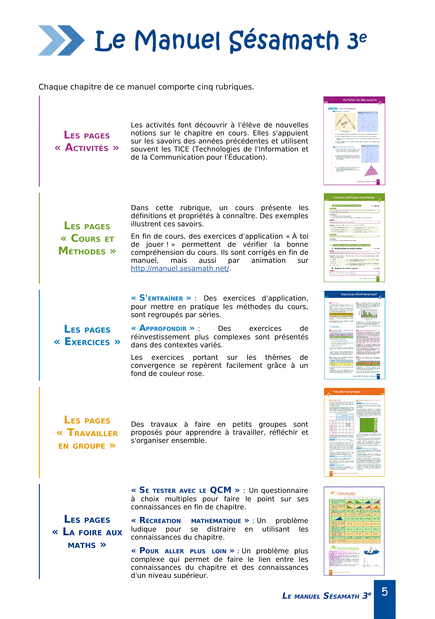 Le Manuel Sésamath 3e
Chaque chapitre de ce manuel comporte cinq rubriques.
Les pages
« Activités »
Les activités font découvrir à l'élève de nouvelles
notions sur le chapitre en cours. Elles s'appuient
sur les savoirs des années précédentes et utilisent
souvent les TICE (Technologies de l'Information et
de la Communication pour l'Éducation).
Les pages
« Cours et
Méthodes »
Dans cette rubrique, un cours présente les
définitions et propriétés à connaître. Des exemples
illustrent ces savoirs.
En fin de cours, des exercices d'application « À toi
de jouer ! » permettent de vérifier la bonne
compréhension du cours. Ils sont corrigés en fin de
manuel, mais aussi par animation sur
http://manuel.sesamath.net/.
Les pages
« Exercices »
« S'entraîner » : Des exercices d'application,
pour mettre en pratique les méthodes du cours,
sont regroupés par séries.
« Approfondir » : Des exercices de
réinvestissement plus complexes sont présentés
dans des contextes variés.
Les exercices portant sur les thèmes de
convergence se repèrent facilement grâce à un
fond de couleur rose.
Les pages
« Travailler
en groupe »
Des travaux à faire en petits groupes sont
proposés pour apprendre à travailler, réfléchir et
s'organiser ensemble.
Les pages
« La foire aux
maths »
« Se tester avec le QCM » : Un questionnaire
à choix multiples pour faire le point sur ses
connaissances en fin de chapitre.
« Récréation mathématique » : Un problème
ludique pour se distraire en utilisant les
connaissances du chapitre.
« Pour aller plus loin » : Un problème plus
complexe qui permet de faire le lien entre les
connaissances du chapitre et des connaissances
d'un niveau supérieur.
Le manuel Sésamath 3e
5